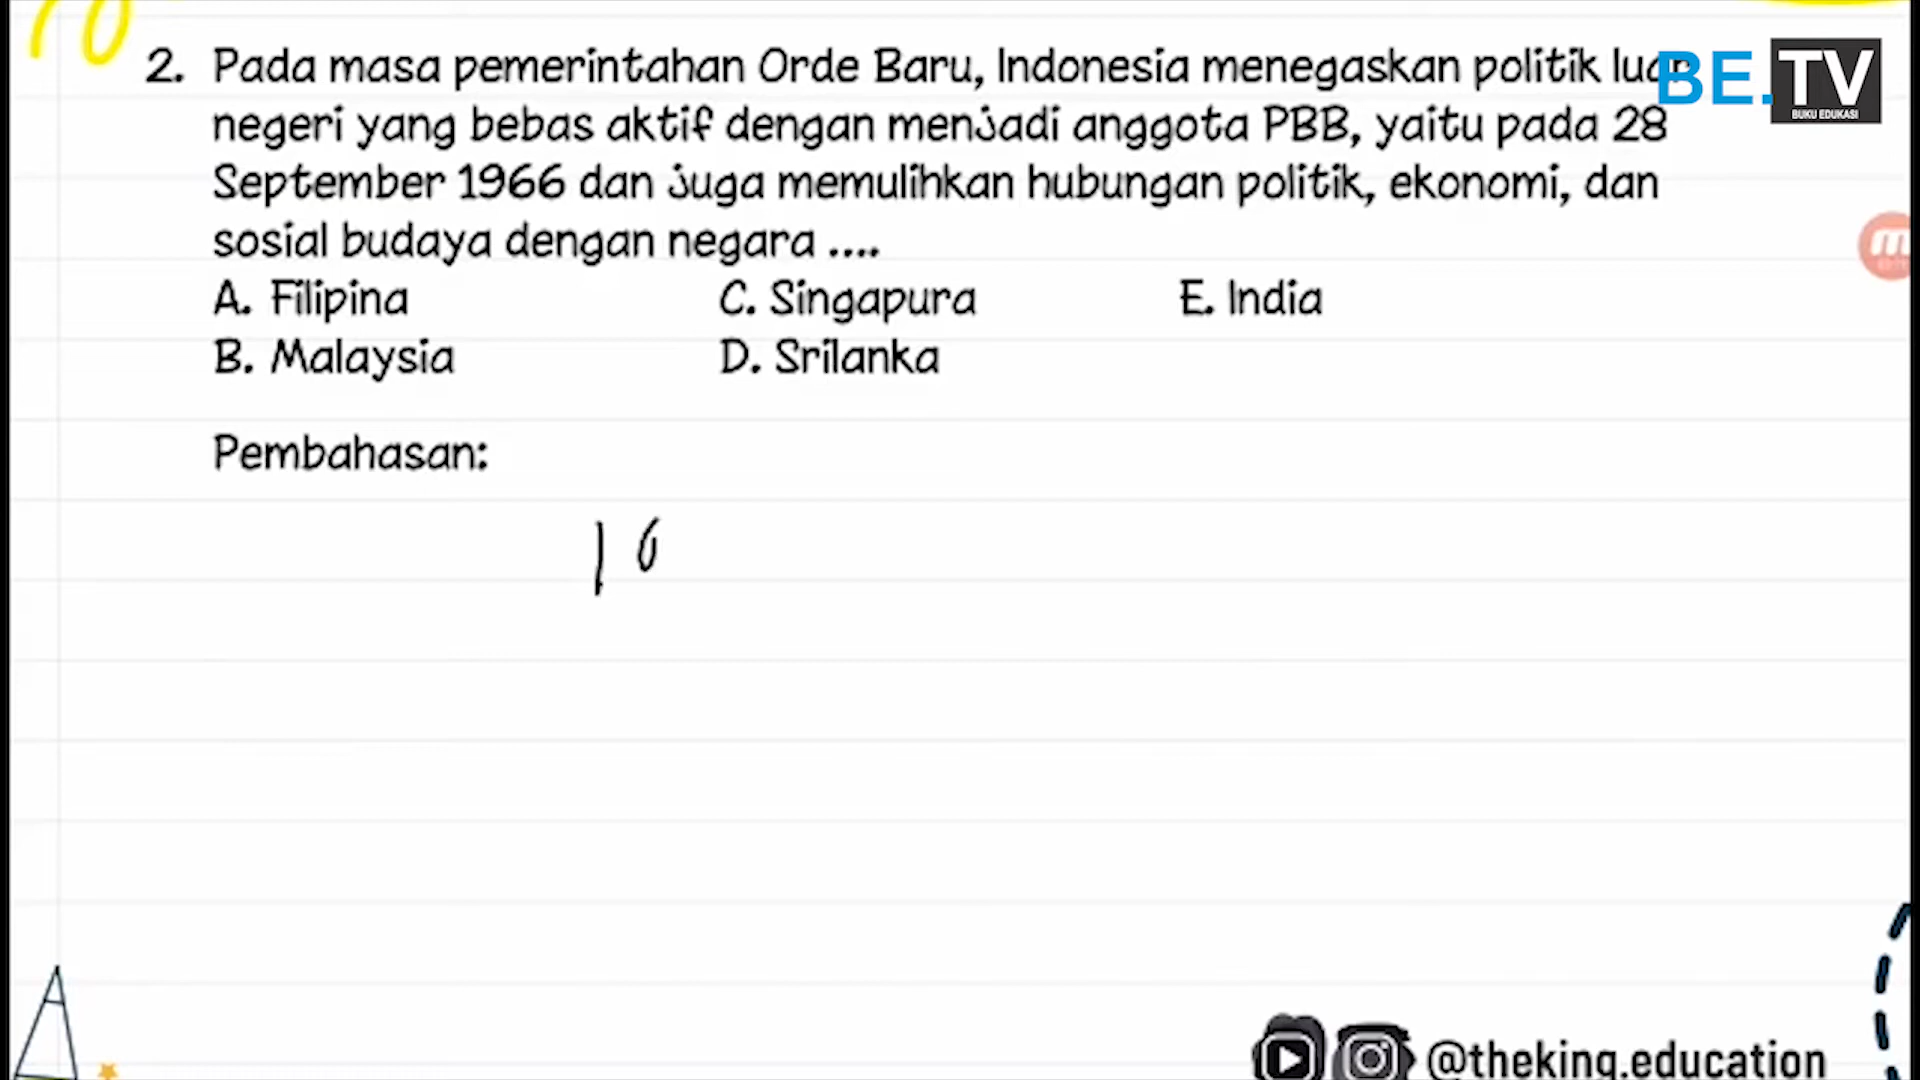 2. Pada masa pemerintahan Orde Baru, Indonesia menegaskan politik luar
negeri yang bebas aktif dengan menjadi anggota PBB, yaitu pada 28
September 1966 dan juga memulihkan hubungan politik, ekonomi, dan
sosial budaya dengan negara ....
A. Filipina C. Singapura E. India
B. Malaysia D. Srilanka
Pembahasan:
BE.TV
BUKU EDUKASI
@theking.education